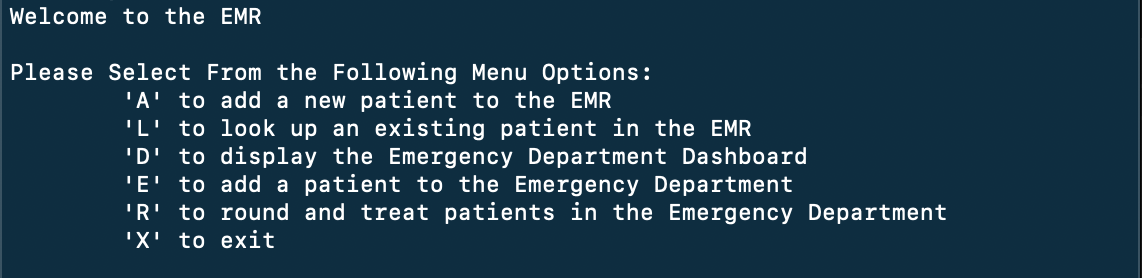 Welcome to the EMR
Please Select From the Following Menu Options:
'A' to add a new patient to the EMR
'L' to look up an existing patient in the EMR
'D' to display the Emergency Department Dashboard
'E' to add a patient to the Emergency Department
'R' to round and treat patients in the Emergency Department
'X' to exit